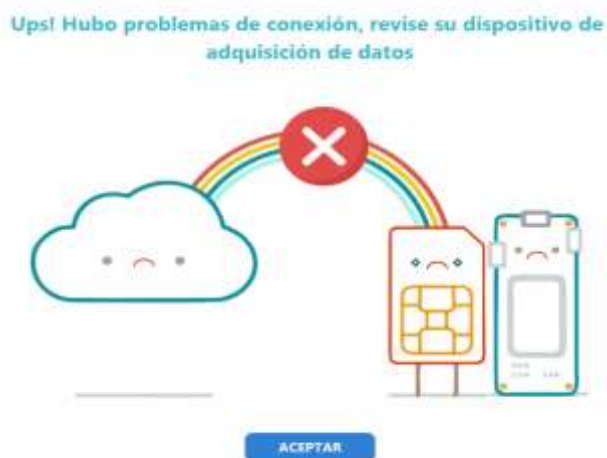 Ups! Hubo problemas de conexión, revise su dispositivo de
adquisición de datos
ACEPTAR